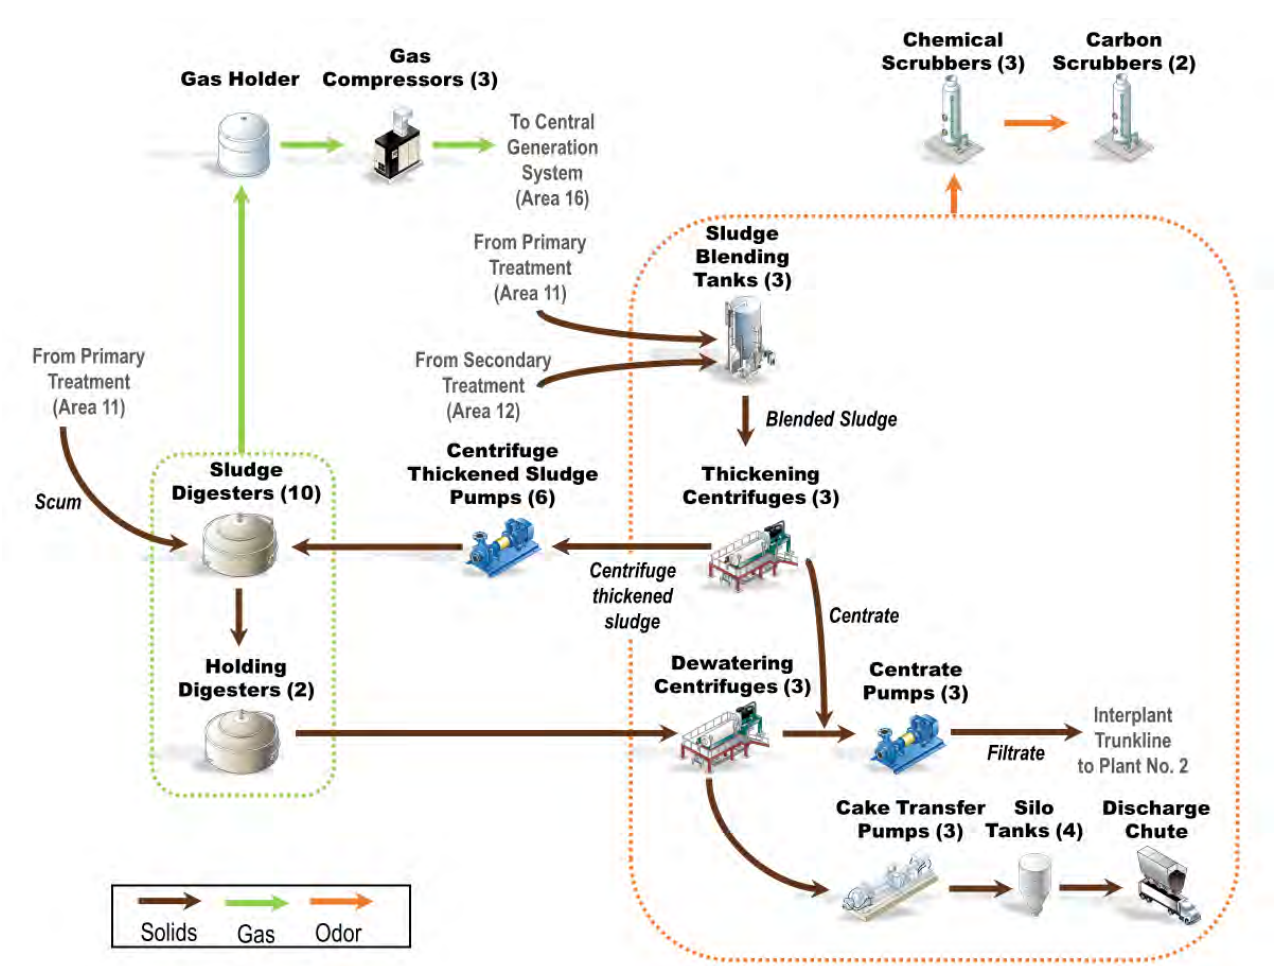 Gas Holder
Gas
Compressors (3)
To Central
Generation
System
(Area 16)
Chemical
Scrubbers (3)
Carbon
Scrubbers (2)
From Primary
Treatment
(Area 11)
Sludge
Blending
Tanks (3)
From Secondary
Treatment
(Area 12)
Blended Sludge
From Primary
Treatment
(Area 11)
Scum
Sludge
Digesters (10)
Centrifuge
Thickened Sludge
Pumps (6)
Thickening
Centrifuges (3)
Centrifuge
thickened
sludge
Centrate
Holding
Digesters (2)
Dewatering
Centrifuges (3)
Centrate
Pumps (3)
Filtrate
Interplant
Trunkline
to Plant No. 2
Cake Transfer
Pumps (3)
Silo
Tanks (4)
Discharge
Chute
Solids
Gas
Odor